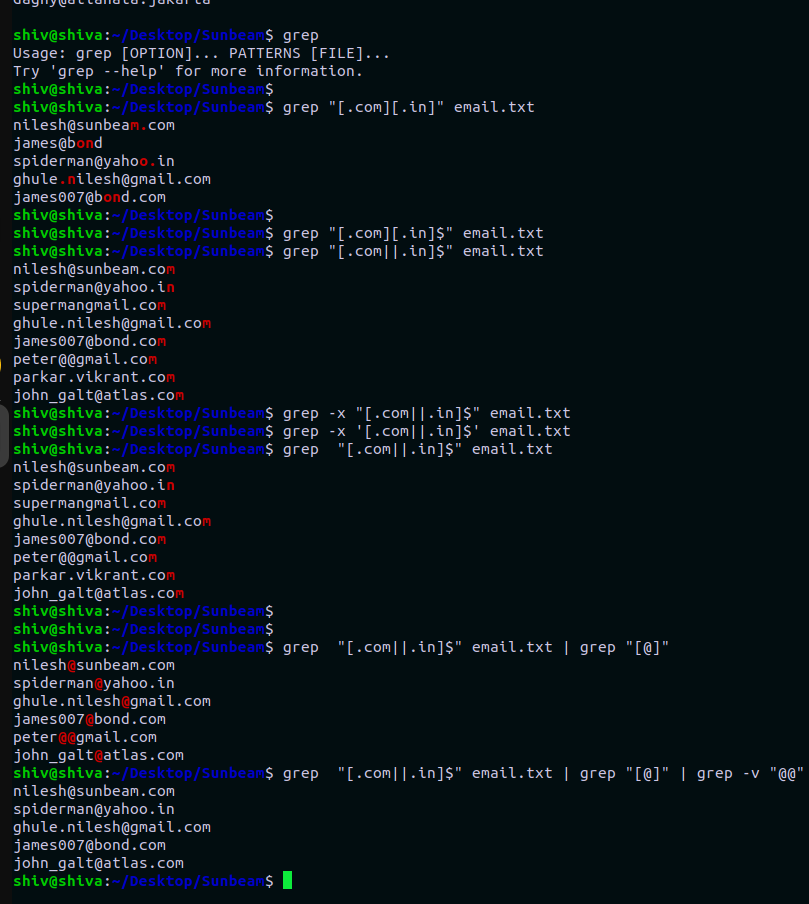 dagny@atlanata.jakarta
shiv@shiva:~/Desktop/Sunbeam$ grep
Usage: grep [OPTION]... PATTERNS [FILE]...
Try 'grep --help' for more information.
shiv@shiva:~/Desktop/Sunbeam$
shiv@shiva:~/Desktop/Sunbeam$ grep "[.com][.in]" email.txt
nilesh@sunbeam.com
james@bond
spiderman@yahoo.in
ghule.nilesh@gmail.com
james007@bond.com
shiv@shiva:~/Desktop/Sunbeam$
shiv@shiva:~/Desktop/Sunbeam$ grep "[.com][.in]$" email.txt
shiv@shiva:~/Desktop/Sunbeam$ grep "[.com||.in]$" email.txt
nilesh@sunbeam.com
spiderman@yahoo.in
supermangmail.com
ghule.nilesh@gmail.com
james007@bond.com
peter@@gmail.com
parkar.vikrant.com
john_galt@atlas.com
shiv@shiva:~/Desktop/Sunbeam$ grep -x "[.com||.in]$" email.txt
shiv@shiva:~/Desktop/Sunbeam$ grep -x '[.com||.in]$' email.txt
shiv@shiva:~/Desktop/Sunbeam$ grep  "[.com||.in]$" email.txt
nilesh@sunbeam.com
spiderman@yahoo.in
supermangmail.com
ghule.nilesh@gmail.com
james007@bond.com
peter@@gmail.com
parkar.vikrant.com
john_galt@atlas.com
shiv@shiva:~/Desktop/Sunbeam$
shiv@shiva:~/Desktop/Sunbeam$
shiv@shiva:~/Desktop/Sunbeam$ grep  "[.com||.in]$" email.txt | grep "[@]"
nilesh@sunbeam.com
spiderman@yahoo.in
ghule.nilesh@gmail.com
james007@bond.com
peter@@gmail.com
john_galt@atlas.com
shiv@shiva:~/Desktop/Sunbeam$ grep  "[.com||.in]$" email.txt | grep "[@]" | grep -v "@@"
nilesh@sunbeam.com
spiderman@yahoo.in
ghule.nilesh@gmail.com
james007@bond.com
john_galt@atlas.com
shiv@shiva:~/Desktop/Sunbeam$